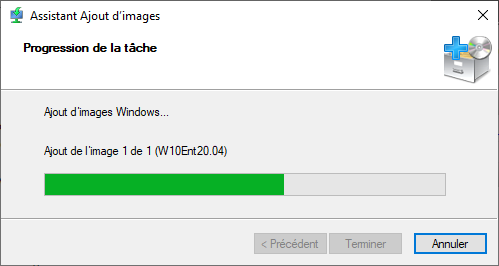 Assistant Ajout d'images
Progression de la tâche
Ajout d'images Windows...
Ajout de l'image 1 de 1 (W10Ent20.04)
< Précédent
Terminer
Annuler